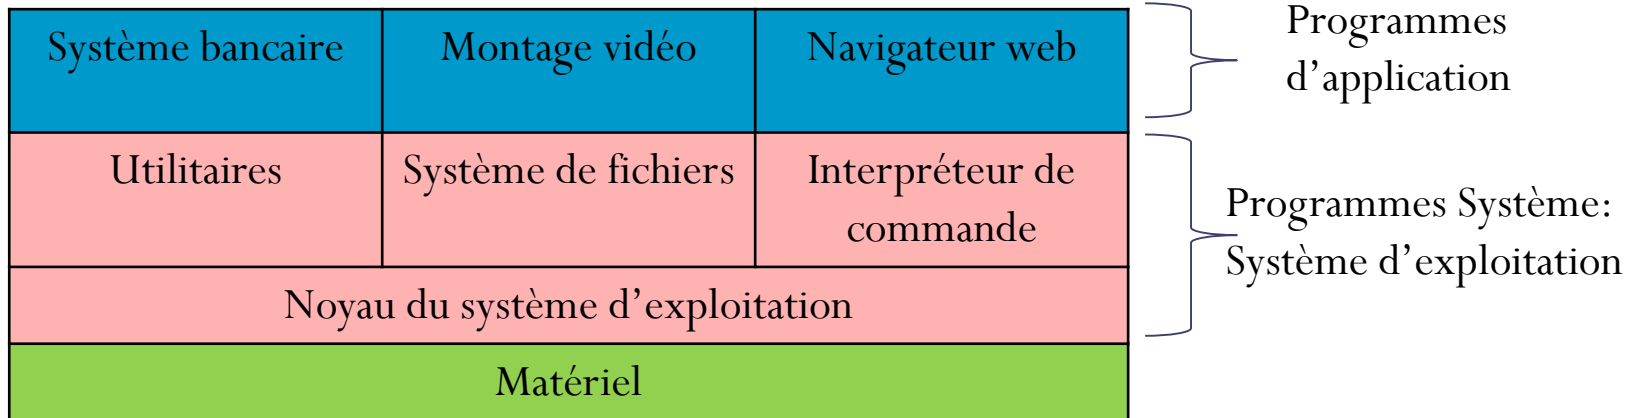 Système bancaire
Montage vidéo
Navigateur web
Programmes
d’application
Utilitaires
Système de fichiers
Interpréteur de
commande
Programmes Système:
Système d’exploitation
Noyau du système d’exploitation
Matériel